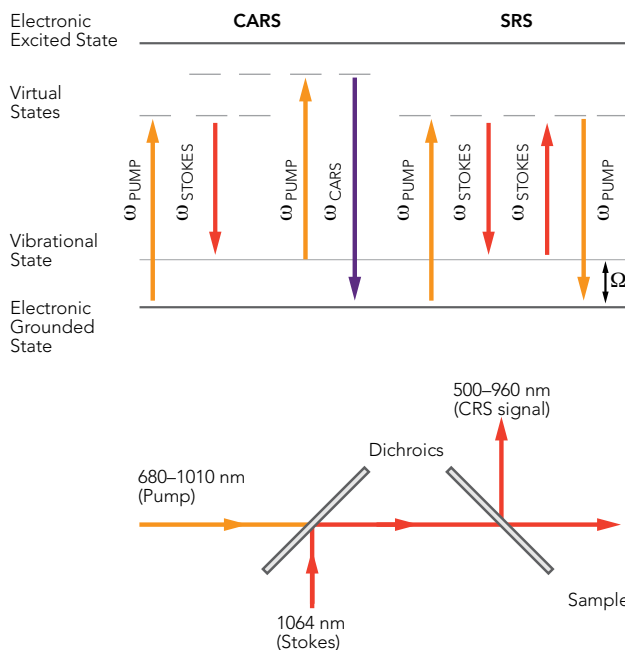 Electronic
Excited State
CARS
SRS
Virtual
States
ω PUMP
ω STOKES
ω PUMP
ω CARS
ω PUMP
ω STOKES
ω STOKES
ω PUMP
Vibrational
State
Ω
Electronic
Grounded
State
500–960 nm
(CRS signal)
Dichroics
680–1010 nm
(Pump)
Sample
1064 nm
(Stokes)